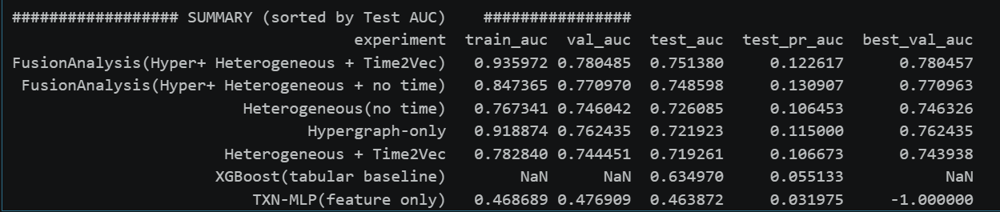 ################## SUMMARY (sorted by Test AUC) ################
experiment train_auc val_auc test_auc test_pr_auc best_val_auc
FusionAnalysis(Hyper+ Heterogeneous + Time2Vec) 0.935972 0.780485 0.751380 0.122617 0.780457
FusionAnalysis(Hyper+ Heterogeneous + no time) 0.847365 0.770970 0.748598 0.130907 0.770963
Heterogeneous(no time) 0.767341 0.746042 0.726085 0.106453 0.746326
Hypergraph-only 0.918874 0.762435 0.721923 0.115000 0.762435
Heterogeneous + Time2Vec 0.782840 0.744451 0.719261 0.106673 0.743938
XGBoost(tabular baseline) NaN NaN 0.634970 0.055133 NaN
TXN-MLP(feature only) 0.468689 0.476909 0.463872 0.031975 -1.000000